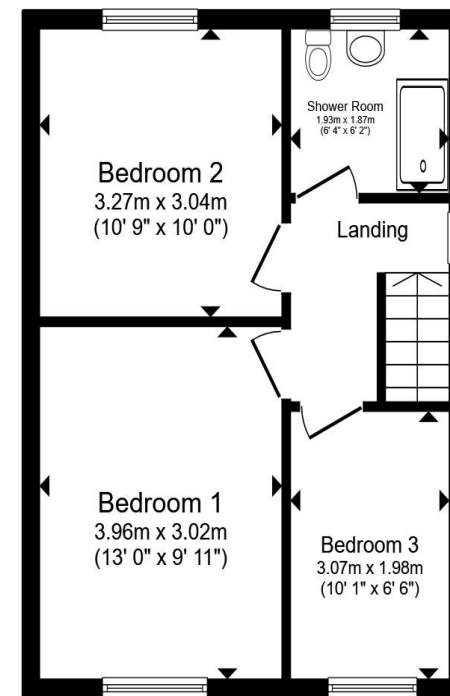 Shower Room
1.93m x 1.87m
(6' 4" x 6' 2")
Bedroom 2
3.27m x 3.04m
(10' 9" x 10' 0")
Landing
Bedroom 1
3.96m x 3.02m
(13' 0" x 9' 11")
Bedroom 3
3.07m x 1.98m
(10' 1" x 6' 6")